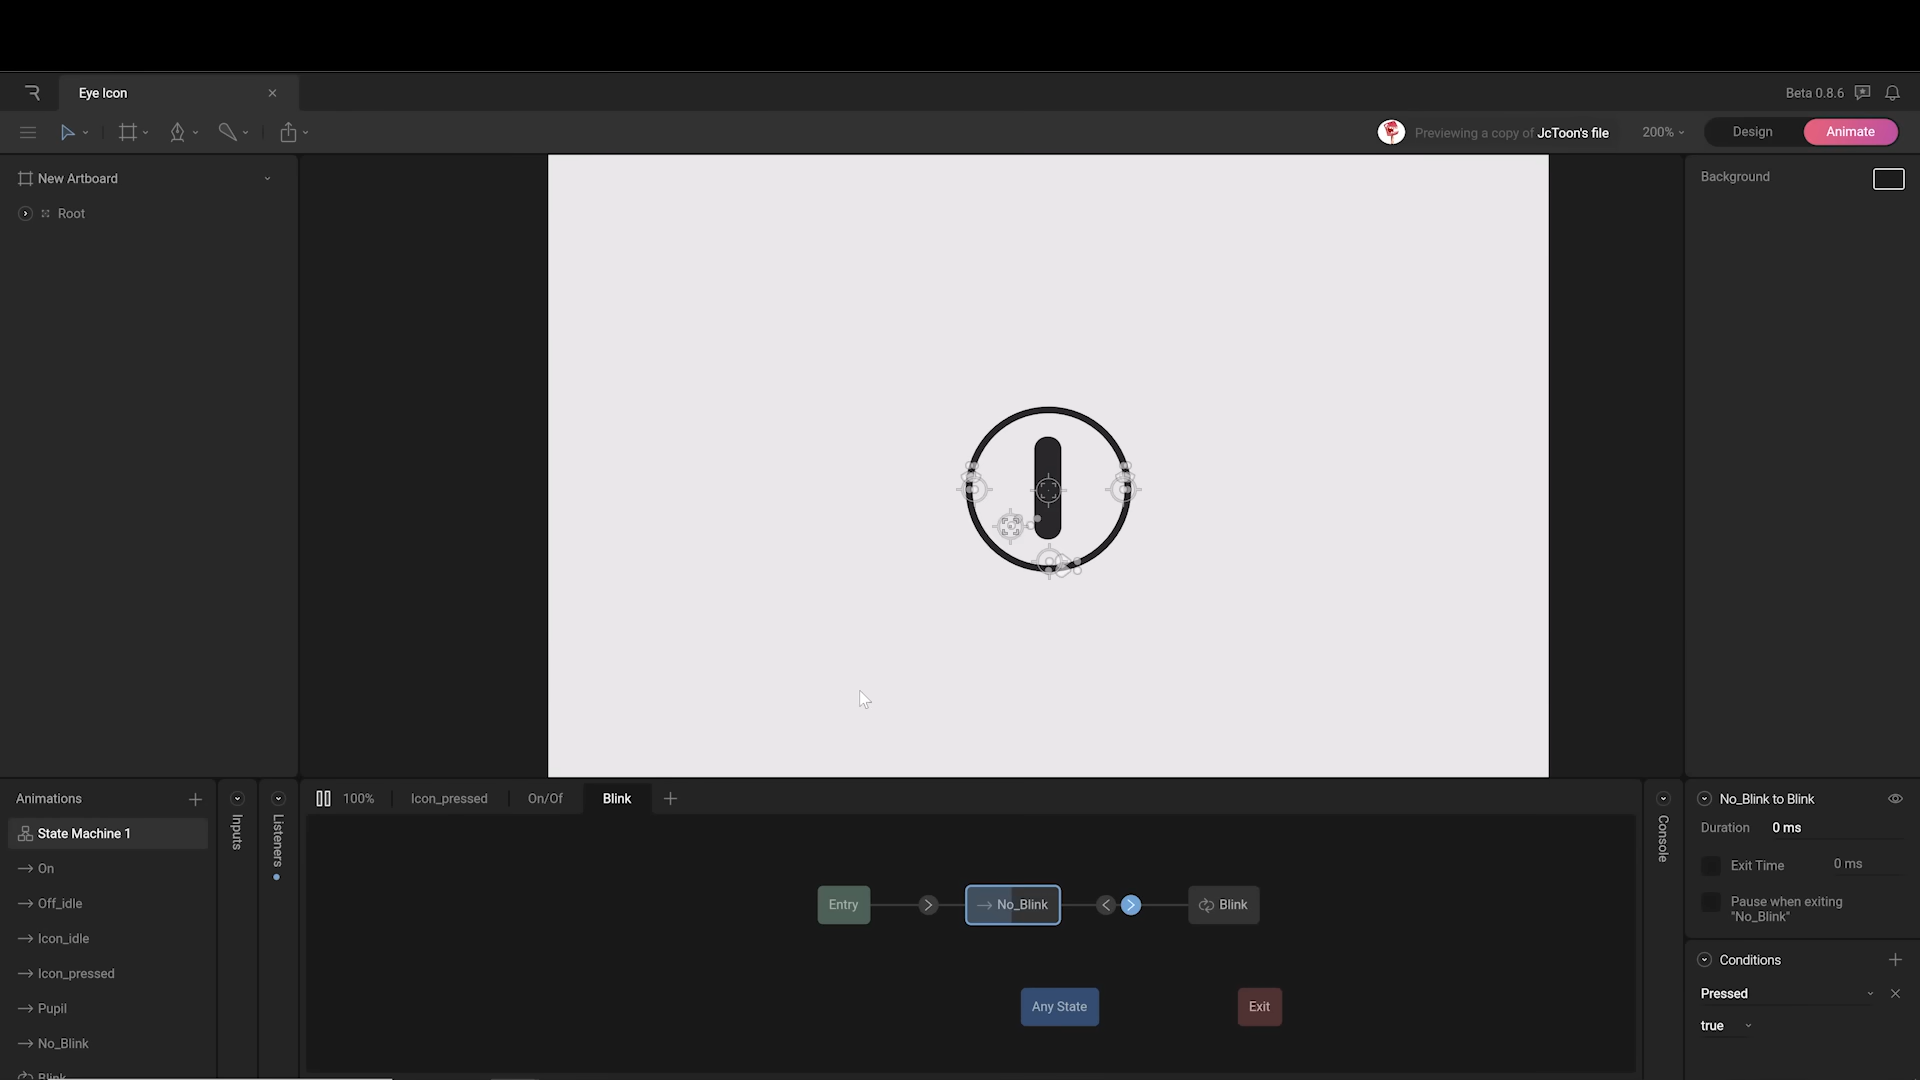 Eye Icon
Beta 0.8.6
Previewing a copy of JcToon's file
200%
Design
Animate
New Artboard
Root
Background
Animations
State Machine 1
On
Off_idle
Icon_idle
Icon_pressed
Pupil
No_Blink
Blink
Inputs
Listeners
100%
Icon_pressed
On/Of
Blink
Entry
No_Blink
Blink
Any State
Exit
Console
No_Blink to Blink
Duration 0 ms
Exit Time 0 ms
Pause when exiting
"No_Blink"
Conditions
Pressed
true